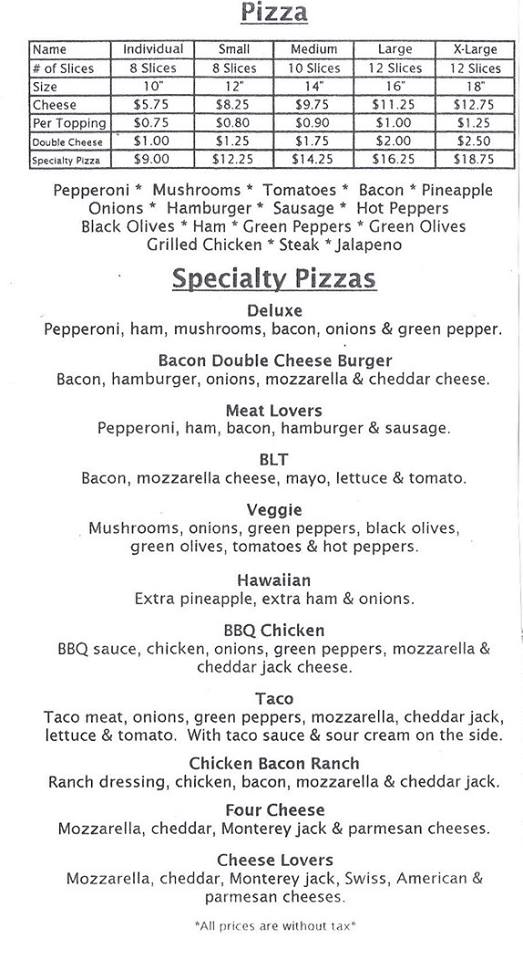 Pizza
Name Individual Small Medium Large X-Large
# of Slices 8 Slices 8 Slices 10 Slices 12 Slices 12 Slices
Size 10" 12" 14" 16" 18"
Cheese $5.75 $8.25 $9.75 $11.25 $12.75
Per Topping $0.75 $0.80 $0.90 $1.00 $1.25
Double Cheese $1.00 $1.25 $1.75 $2.00 $2.50
Specialty Pizza $9.00 $12.25 $14.25 $16.25 $18.75
Pepperoni * Mushrooms * Tomatoes * Bacon * Pineapple
Onions * Hamburger * Sausage * Hot Peppers
Black Olives * Ham * Green Peppers * Green Olives
Grilled Chicken * Steak * Jalapeno
Specialty Pizzas
Deluxe
Pepperoni, ham, mushrooms, bacon, onions & green pepper.
Bacon Double Cheese Burger
Bacon, hamburger, onions, mozzarella & cheddar cheese.
Meat Lovers
Pepperoni, ham, bacon, hamburger & sausage.
BLT
Bacon, mozzarella cheese, mayo, lettuce & tomato.
Veggie
Mushrooms, onions, green peppers, black olives,
green olives, tomatoes & hot peppers.
Hawaiian
Extra pineapple, extra ham & onions.
BBQ Chicken
BBQ sauce, chicken, onions, green peppers, mozzarella &
cheddar jack cheese.
Taco
Taco meat, onions, green peppers, mozzarella, cheddar jack,
lettuce & tomato. With taco sauce & sour cream on the side.
Chicken Bacon Ranch
Ranch dressing, chicken, bacon, mozzarella & cheddar jack.
Four Cheese
Mozzarella, cheddar, Monterey jack & parmesan cheeses.
Cheese Lovers
Mozzarella, cheddar, Monterey jack, Swiss, American &
parmesan cheeses.
*All prices are without tax*